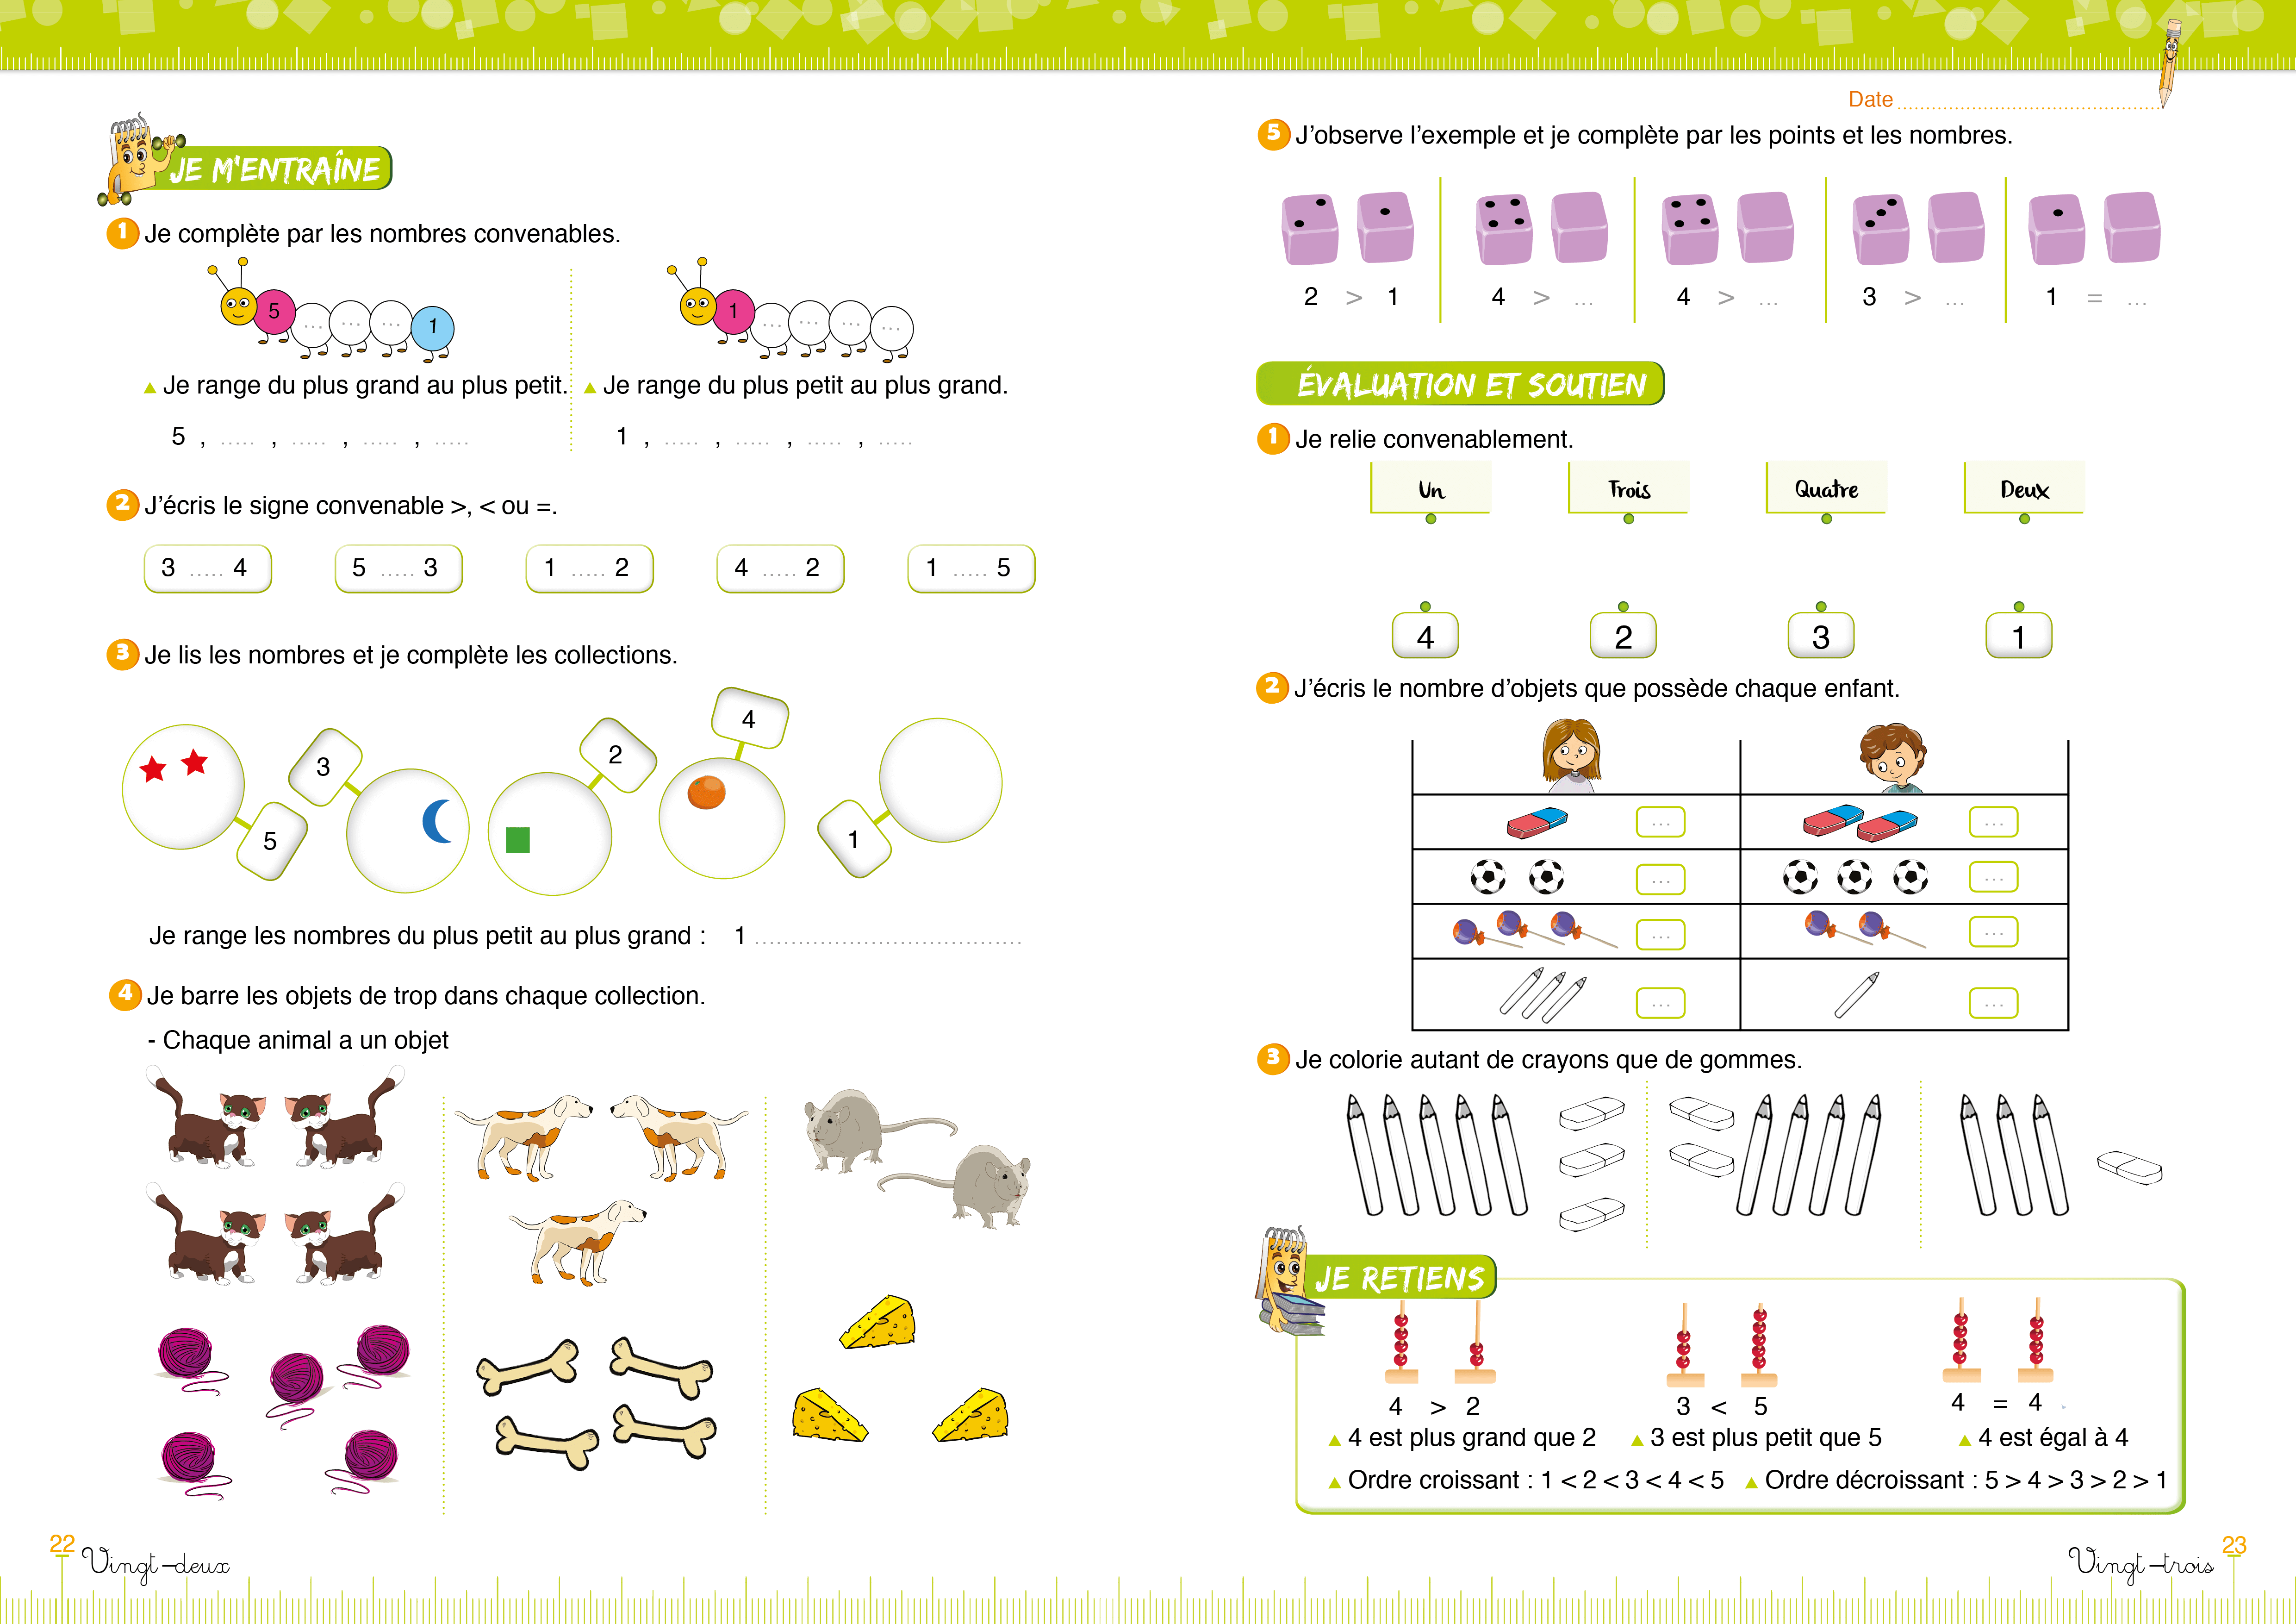 JE M'ENTRAÎNE
1 Je complète par les nombres convenables.
5 ... ... ... 1
1 ... ... ... ...
Je range du plus grand au plus petit.
5 , ..... , ..... , ..... , .....
Je range du plus petit au plus grand.
1 , ..... , ..... , ..... , .....
2 J'écris le signe convenable >, < ou =.
3 ..... 4
5 ..... 3
1 ..... 2
4 ..... 2
1 ..... 5
3 Je lis les nombres et je complète les collections.
5
3
2
4
1
Je range les nombres du plus petit au plus grand : 1 .....................................
4 Je barre les objets de trop dans chaque collection.
- Chaque animal a un objet
22
Vingt-deux
Date ............................................
5 J'observe l'exemple et je complète par les points et les nombres.
2 > 1
4 > ...
4 > ...
3 > ...
1 = ...
ÉVALUATION ET SOUTIEN
1 Je relie convenablement.
Un
Trois
Quatre
Deux
4
2
3
1
2 J'écris le nombre d'objets que possède chaque enfant.
... ...
... ...
... ...
... ...
3 Je colorie autant de crayons que de gommes.
JE RETIENS
4 > 2
3 < 5
4 = 4
4 est plus grand que 2
3 est plus petit que 5
4 est égal à 4
Ordre croissant : 1 < 2 < 3 < 4 < 5
Ordre décroissant : 5 > 4 > 3 > 2 > 1
23
Vingt-trois